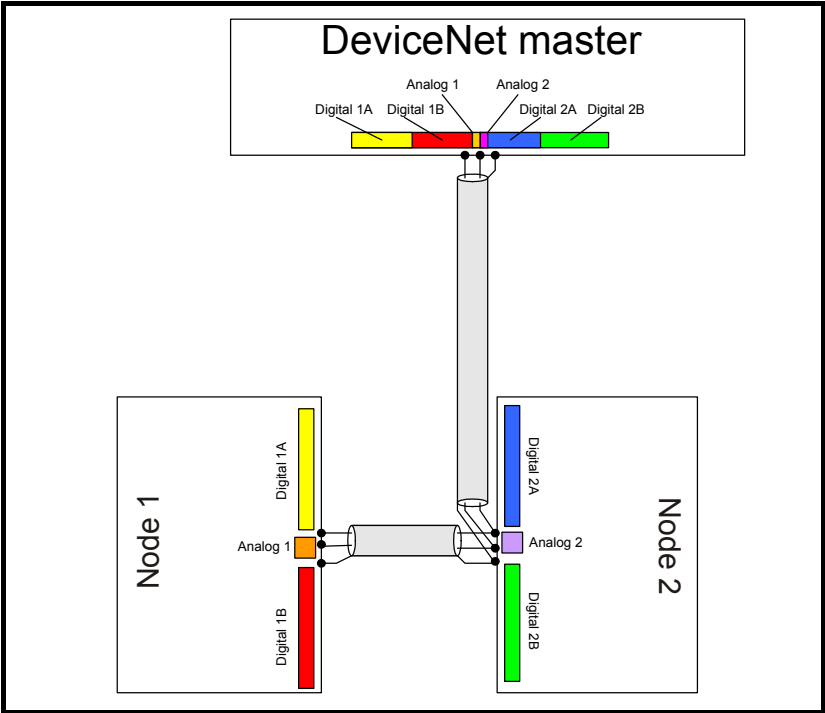 DeviceNet master
Analog 1
Analog 2
Digital 1A
Digital 1B
Digital 2A
Digital 2B
Node 1
Digital 1A
Analog 1
Digital 1B
Digital 2A
Analog 2
Digital 2B
Node 2